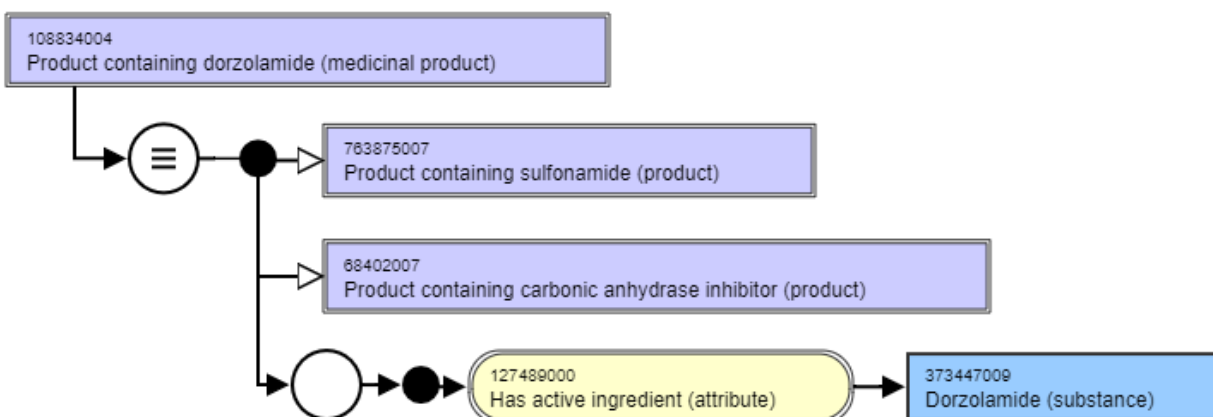 108834004
Product containing dorzolamide (medicinal product)
763875007
Product containing sulfonamide (product)
68402007
Product containing carbonic anhydrase inhibitor (product)
127489000
Has active ingredient (attribute)
373447009
Dorzolamide (substance)